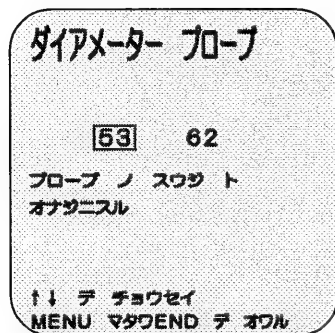 ダイアメーター プローブ
53 62
プローブ ノ スウジ ト
オナジニスル
↑↓ デ チョウセイ
MENU マタワEND デ オワル